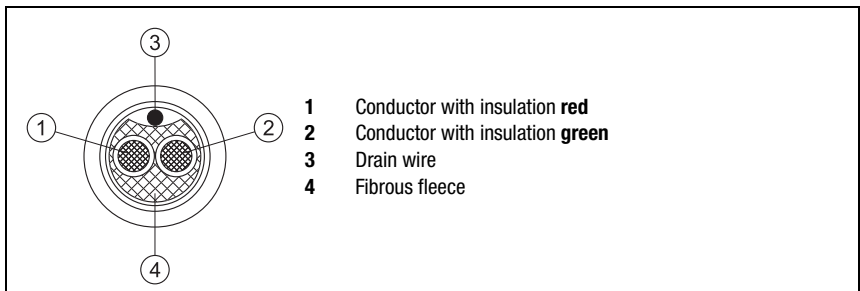 3
1
2
4
1 Conductor with insulation red
2 Conductor with insulation green
3 Drain wire
4 Fibrous fleece